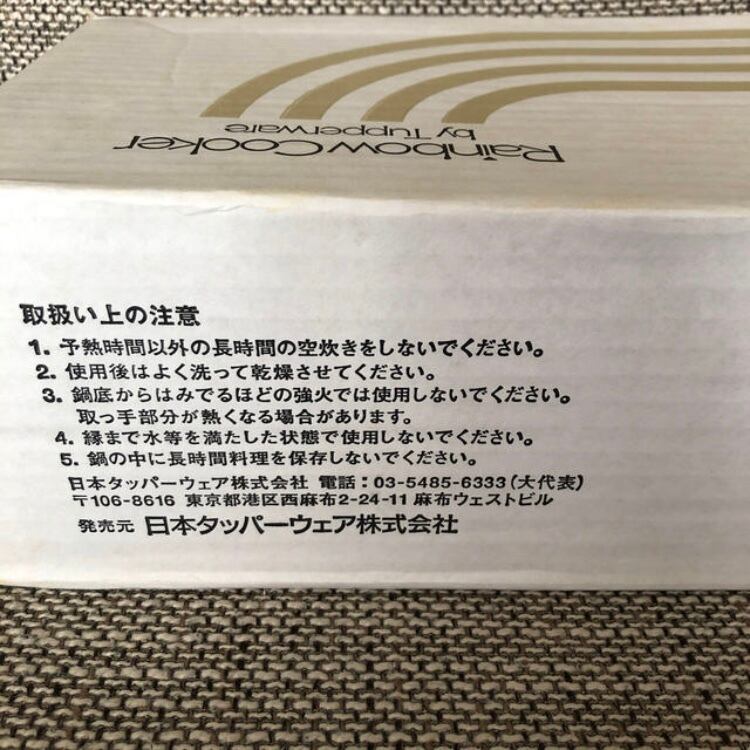 Rainbow Cooker
by Tupperware
取扱い上の注意
1. 予熱時間以外の長時間の空炊きをしないでください。
2. 使用後はよく洗って乾燥させてください。
3. 鍋底からはみでるほどの強火では使用しないでください。
取っ手部分が熱くなる場合があります。
4. 縁まで水等を満たした状態で使用しないでください。
5. 鍋の中に長時間料理を保存しないでください。
日本タッパーウェア株式会社 電話:03-5485-6333(大代表)
〒106-8616 東京都港区西麻布2-24-11 麻布ウェストビル
発売元 日本タッパーウェア株式会社